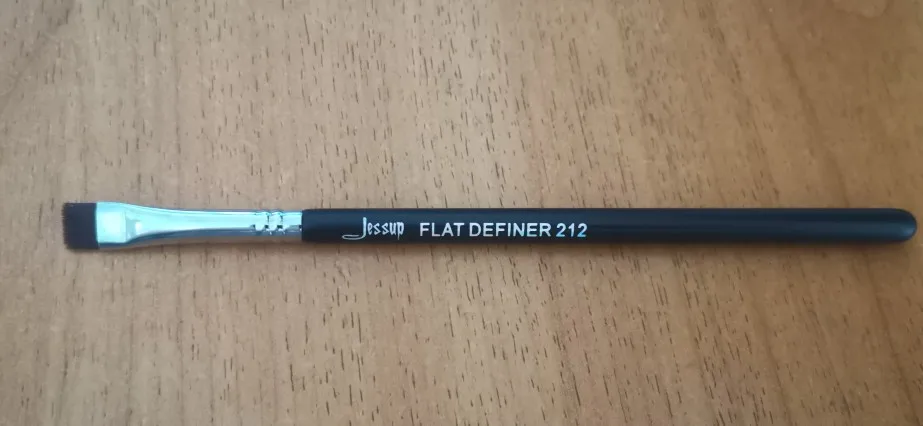 Jessup FLAT DEFINER 212